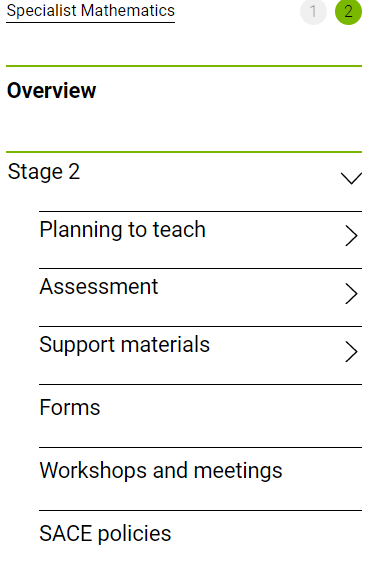 Specialist Mathematics 1 2
Overview
Stage 2
Planning to teach
Assessment
Support materials
Forms
Workshops and meetings
SACE policies